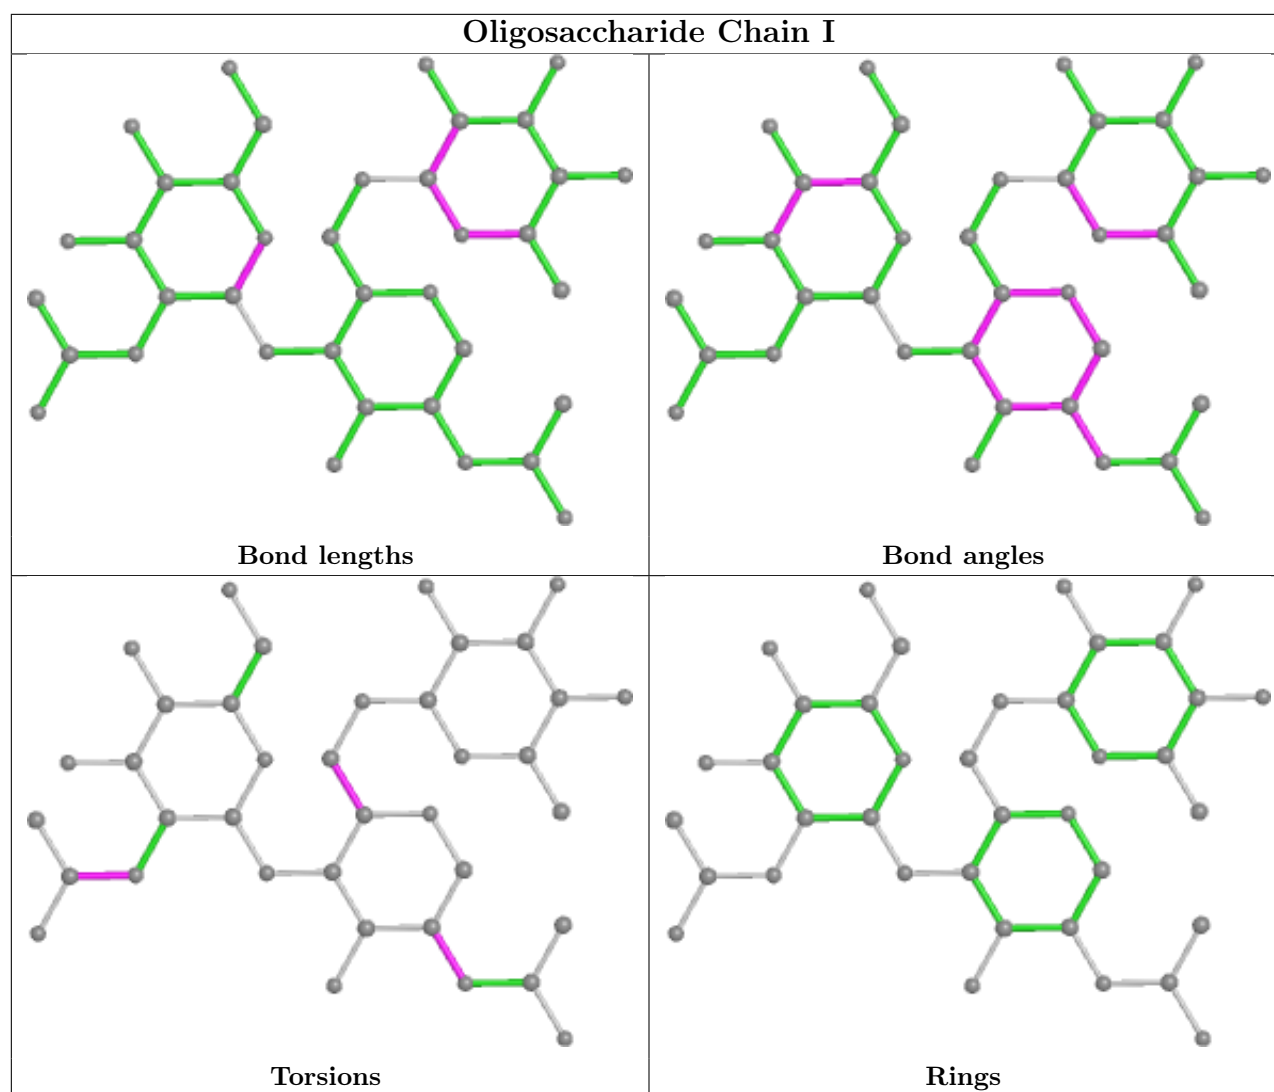 Oligosaccharide Chain I
Bond lengths
Bond angles
Torsions
Rings